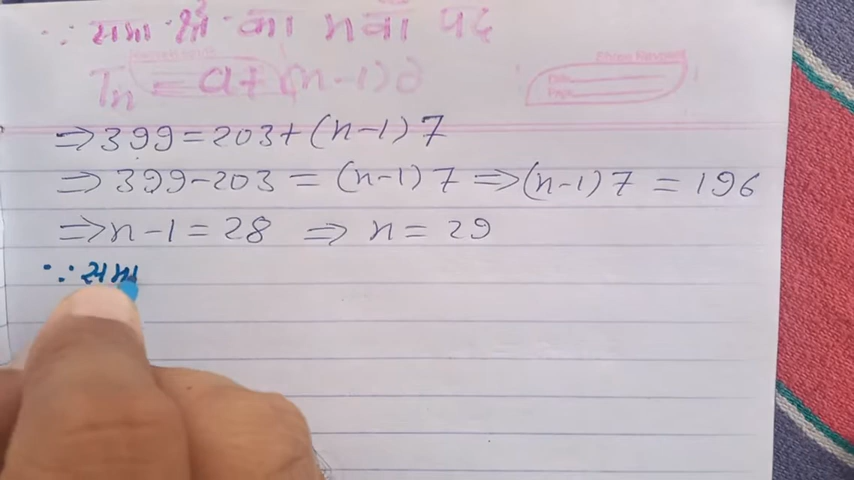 ∵ समा श्रे॰ का nवाँ पद
Tn = a + (n-1)d
⇒ 399 = 203 + (n-1) 7
⇒ 399 - 203 = (n-1) 7 ⇒ (n-1) 7 = 196
⇒ n - 1 = 28 ⇒ n = 29
∵ समा